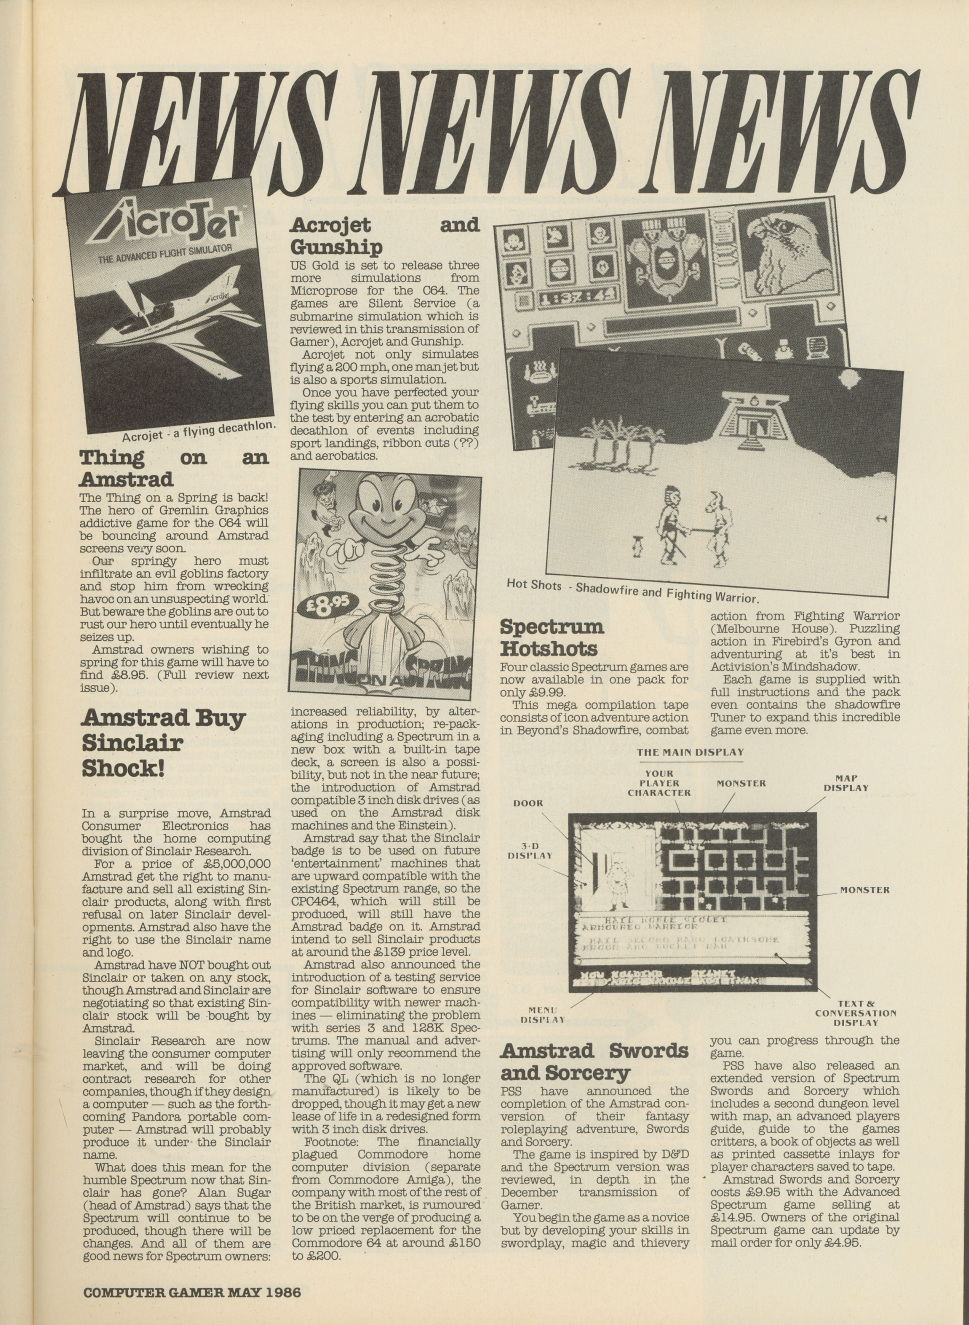 NEWS NEWS NEWS
AcroJet
THE ADVANCED FLIGHT SIMULATOR
AcroJet
Acrojet - a flying decathlon.
Thing on an
Amstrad
The Thing on a Spring is back!
The hero of Gremlin Graphics
addictive game for the C64 will
be bouncing around Amstrad
screens very soon.
Our springy hero must
infiltrate an evil goblins factory
and stop him from wrecking
havoc on an unsuspecting world.
But beware the goblins are out to
rust our hero until eventually he
seizes up.
Amstrad owners wishing to
spring for this game will have to
find £8.95. (Full review next
issue).
Acrojet and
Gunship
US Gold is set to release three
more simulations from
Microprose for the C64. The
games are Silent Service (a
submarine simulation which is
reviewed in this transmission of
Gamer), Acrojet and Gunship.
Acrojet not only simulates
flying a 200 mph, one man jet but
is also a sports simulation.
Once you have perfected your
flying skills you can put them to
the test by entering an acrobatic
decathlon of events including
sport landings, ribbon cuts (??)
and aerobatics.
£8.95
THING ON A SPRING
1:37:44
Hot Shots - Shadowfire and Fighting Warrior.
Amstrad Buy
Sinclair
Shock!
In a surprise move, Amstrad
Consumer Electronics has
bought the home computing
division of Sinclair Research.
For a price of £5,000,000
Amstrad get the right to manu-
facture and sell all existing Sin-
clair products, along with first
refusal on later Sinclair devel-
opments. Amstrad also have the
right to use the Sinclair name
and logo.
Amstrad have NOT bought out
Sinclair or taken on any stock,
though Amstrad and Sinclair are
negotiating so that existing Sin-
clair stock will be bought by
Amstrad.
Sinclair Research are now
leaving the consumer computer
market, and will be doing
contract research for other
companies, though if they design
a computer — such as the forth-
coming Pandora portable com-
puter — Amstrad will probably
produce it under the Sinclair
name.
What does this mean for the
humble Spectrum now that Sin-
clair has gone? Alan Sugar
(head of Amstrad) says that the
Spectrum will continue to be
produced, though there will be
changes. And all of them are
good news for Spectrum owners:
increased reliability, by alter-
ations in production; re-pack-
aging including a Spectrum in a
new box with a built-in tape
deck, a screen is also a possi-
bility, but not in the near future;
the introduction of Amstrad
compatible 3 inch disk drives (as
used on the Amstrad disk
machines and the Einstein).
Amstrad say that the Sinclair
badge is to be used on future
'entertainment' machines that
are upward compatible with the
existing Spectrum range, so the
CPC464, which will still be
produced, will still have the
Amstrad badge on it. Amstrad
intend to sell Sinclair products
at around the £139 price level.
Amstrad also announced the
introduction of a testing service
for Sinclair software to ensure
compatibility with newer mach-
ines — eliminating the problem
with series 3 and 128K Spec-
trums. The manual and adver-
tising will only recommend the
approved software.
The QL (which is no longer
manufactured) is likely to be
dropped, though it may get a new
lease of life in a redesigned form
with 3 inch disk drives.
Footnote: The financially
plagued Commodore home
computer division (separate
from Commodore Amiga), the
company with most of the rest of
the British market, is rumoured
to be on the verge of producing a
low priced replacement for the
Commodore 64 at around £150
to £200.
Spectrum
Hotshots
Four classic Spectrum games are
now available in one pack for
only £9.99.
This mega compilation tape
consists of icon adventure action
in Beyond's Shadowfire, combat
action from Fighting Warrior
(Melbourne House). Puzzling
action in Firebird's Gyron and
adventuring at it's best in
Activision's Mindshadow.
Each game is supplied with
full instructions and the pack
even contains the shadowfire
Tuner to expand this incredible
game even more.
THE MAIN DISPLAY
DOOR
YOUR
PLAYER
CHARACTER
MONSTER
MAP
DISPLAY
3-D
DISPLAY
MONSTER
HAIL NOBLE VIOLET
ARMOURED WARRIOR
MENU
DISPLAY
TEXT &
CONVERSATION
DISPLAY
Amstrad Swords
and Sorcery
PSS have announced the
completion of the Amstrad con-
version of their fantasy
roleplaying adventure, Swords
and Sorcery.
The game is inspired by D&D
and the Spectrum version was
reviewed, in depth in the
December transmission of
Gamer.
You begin the game as a novice
but by developing your skills in
swordplay, magic and thievery
you can progress through the
game.
PSS have also released an
extended version of Spectrum
Swords and Sorcery which
includes a second dungeon level
with map, an advanced players
guide, guide to the games
critters, a book of objects as well
as printed cassette inlays for
player characters saved to tape.
Amstrad Swords and Sorcery
costs £9.95 with the Advanced
Spectrum game selling at
£14.95. Owners of the original
Spectrum game can update by
mail order for only £4.95.
COMPUTER GAMER MAY 1986